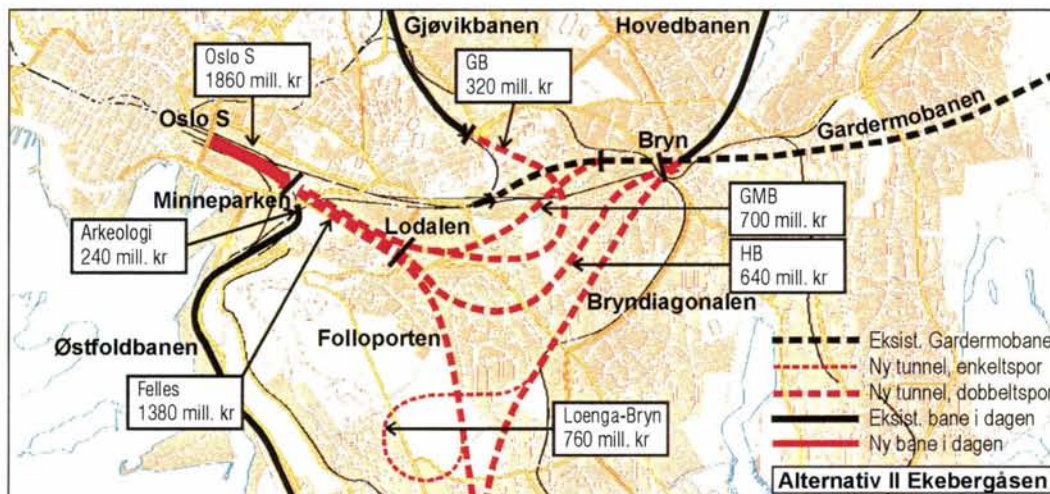 Gjøvikbanen
Hovedbanen
Oslo S
1860 mill. kr
GB
320 mill. kr
Oslo S
Bryn
Gardermobanen
Minneparken
Lodalen
Arkeologi
240 mill. kr
GMB
700 mill. kr
HB
640 mill. kr
Bryndiagonalen
Folloporten
Østfoldbanen
Felles
1380 mill. kr
Loenga-Bryn
760 mill. kr
Eksist. Gardermobane
Ny tunnel, enkeltspor
Ny tunnel, dobbeltspor
Eksist. bane i dagen
Ny bane i dagen
Alternativ II Ekebergåsen